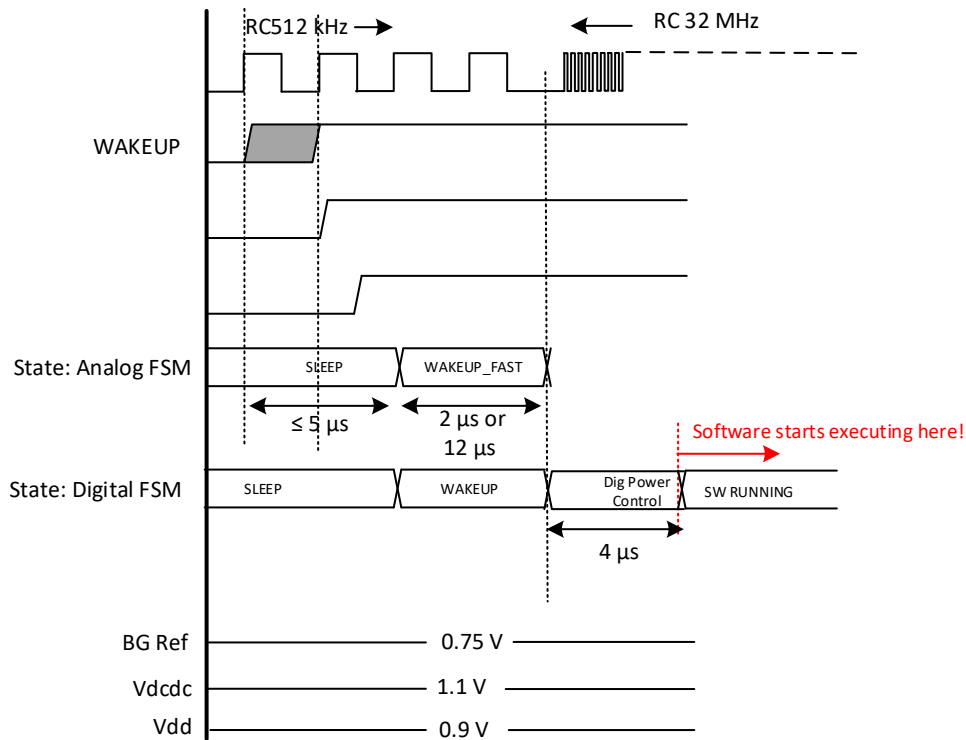 RC512 kHz
RC 32 MHz
WAKEUP
State: Analog FSM
SLEEP
WAKEUP_FAST
≤ 5 µs
2 µs or
12 µs
Software starts executing here!
State: Digital FSM
SLEEP
WAKEUP
Dig Power
Control
SW RUNNING
4 µs
BG Ref
0.75 V
Vdcdc
1.1 V
Vdd
0.9 V